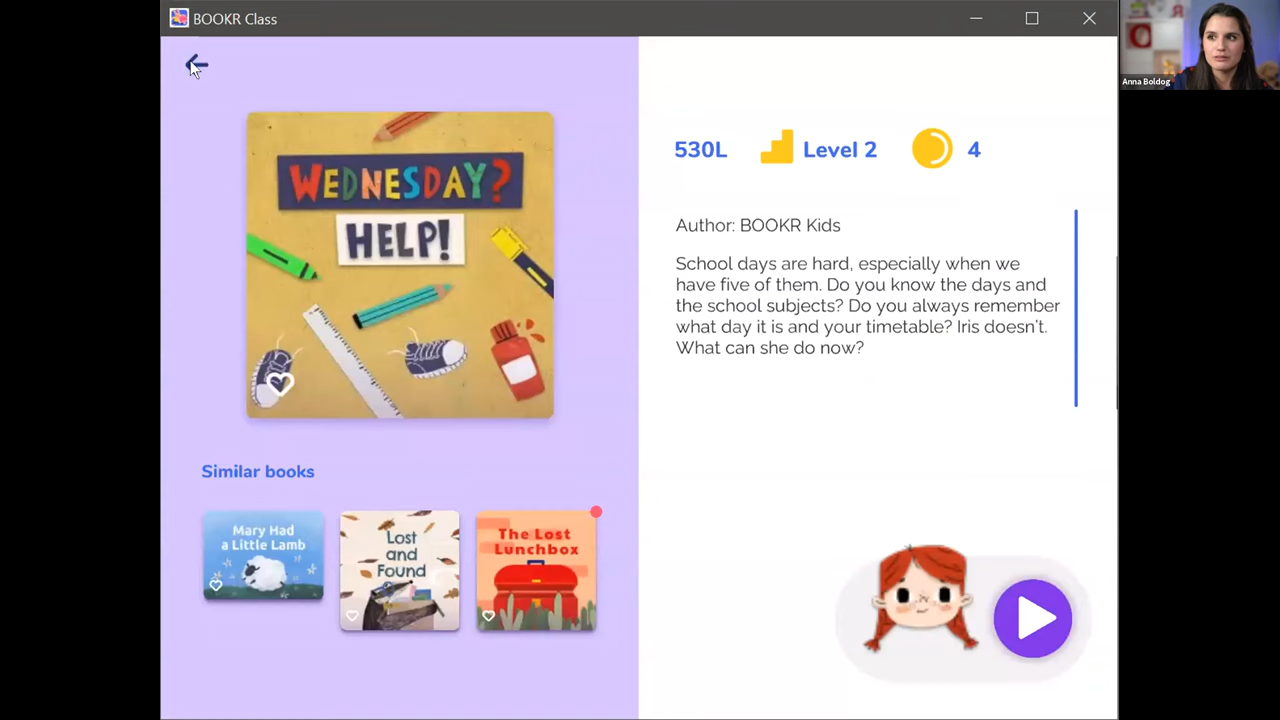 BOOKR Class
Anna Boldog
WEDNESDAY?
HELP!
530L
Level 2
4
Author: BOOKR Kids
School days are hard, especially when we
have five of them. Do you know the days and
the school subjects? Do you always remember
what day it is and your timetable? Iris doesn't.
What can she do now?
Similar books
Mary Had
a Little Lamb
Lost
and
Found
The Lost
Lunchbox